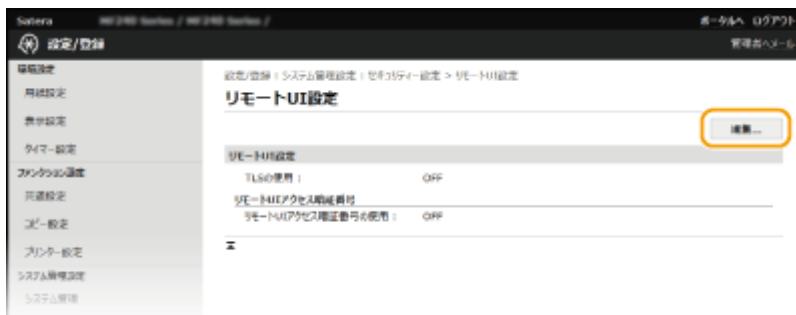 Satera
ポータルへ ログアウト
設定/登録
管理者へメール
環境設定
用紙設定
表示設定
タイマー設定
ファンクション設定
共通設定
コピー設定
プリンター設定
システム管理設定
システム管理
設定/登録：システム管理設定：セキュリティー設定 > リモートUI設定
リモートUI設定
編集...
リモートUI設定
TLSの使用： OFF
リモートUIアクセス暗証番号
リモートUIアクセス暗証番号の使用： OFF